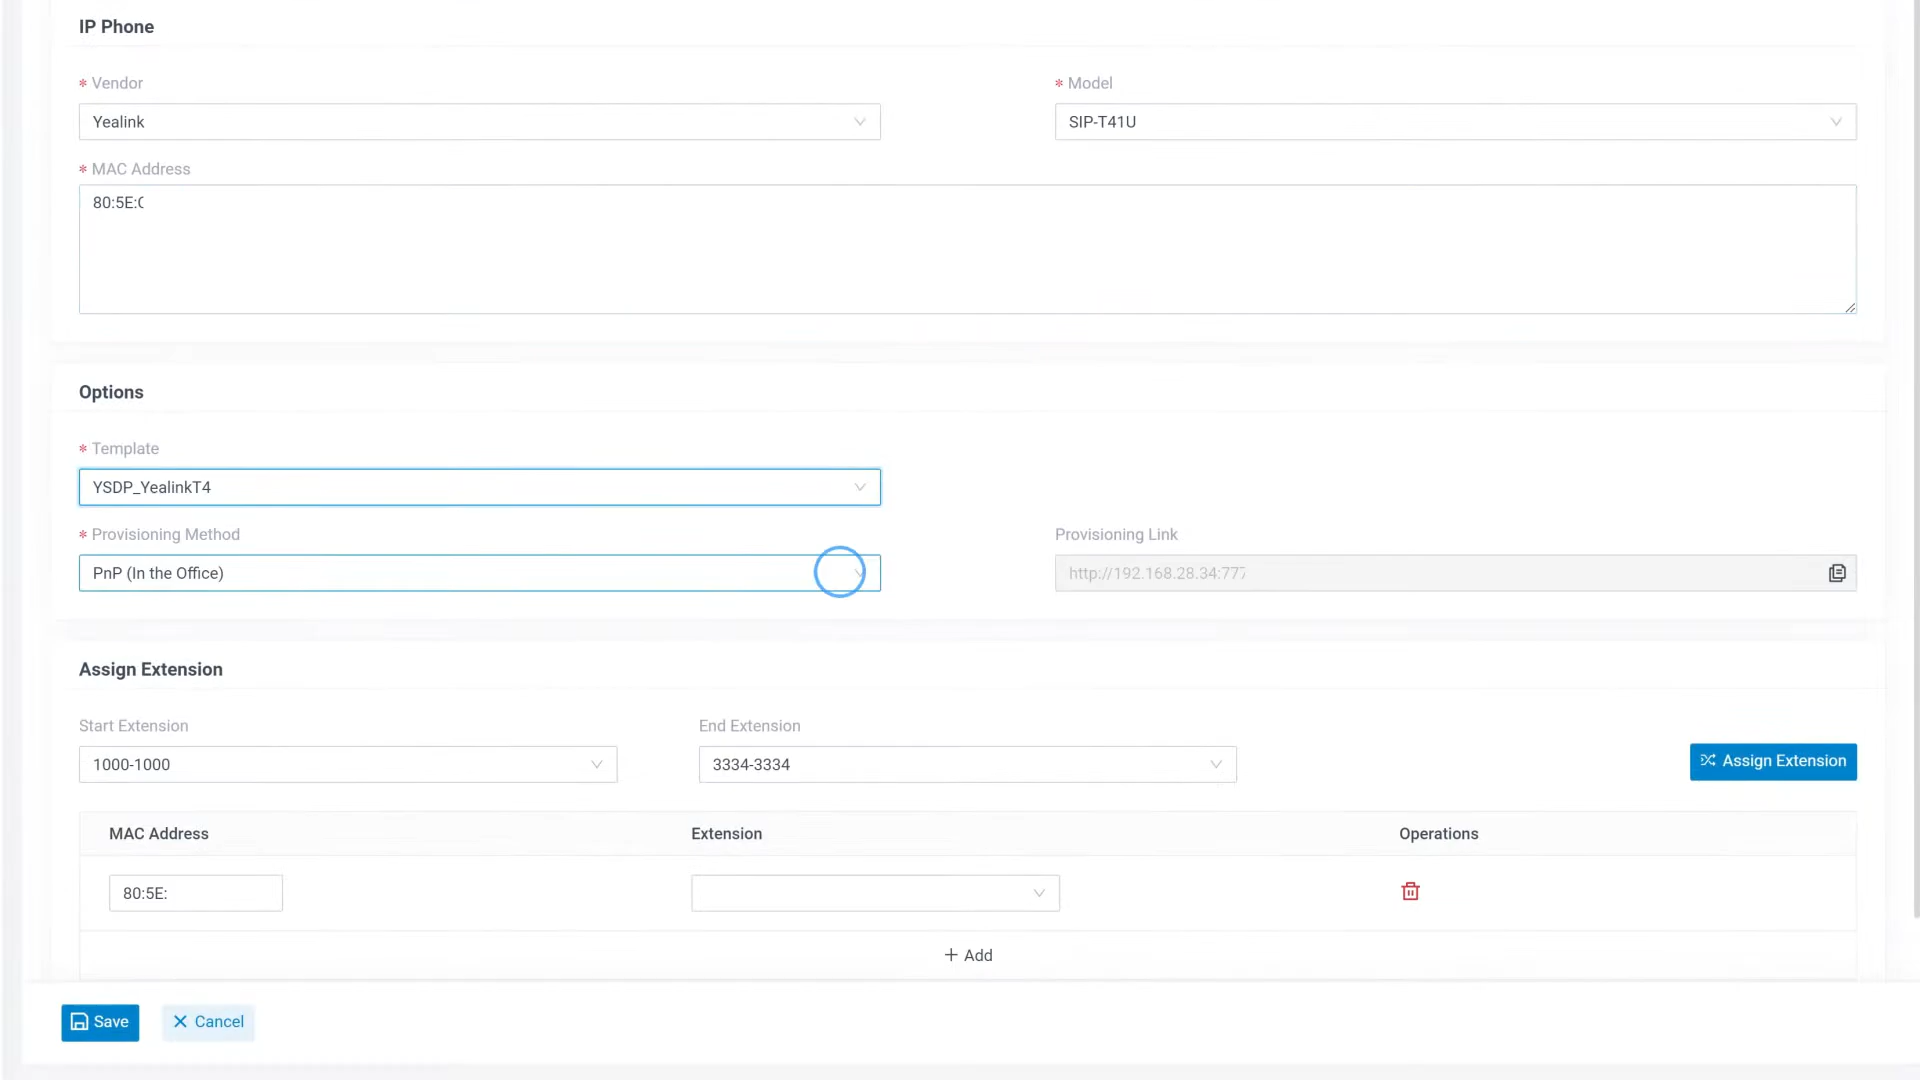 IP Phone
* Vendor
* Model
Yealink
SIP-T41U
* MAC Address
80:5E:
Options
* Template
YSDP_YealinkT4
* Provisioning Method
Provisioning Link
PnP (In the Office)
http://192.168.28.34:777
Assign Extension
Start Extension
End Extension
1000-1000
3334-3334
Assign Extension
MAC Address
Extension
Operations
80:5E:
+ Add
Save
Cancel